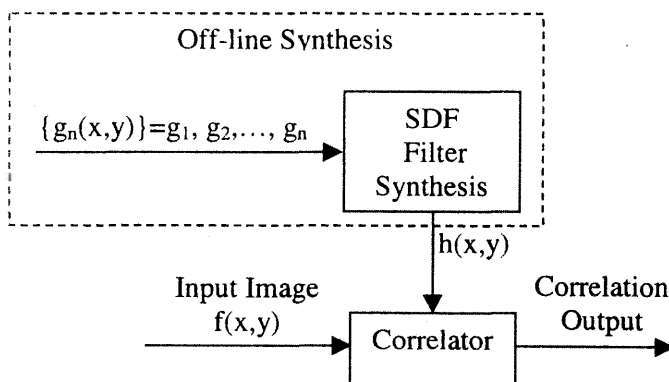 Off-line Synthesis
{gn(x,y)}=g1, g2,..., gn
SDF
Filter
Synthesis
h(x,y)
Input Image
f(x,y)
Correlator
Correlation
Output